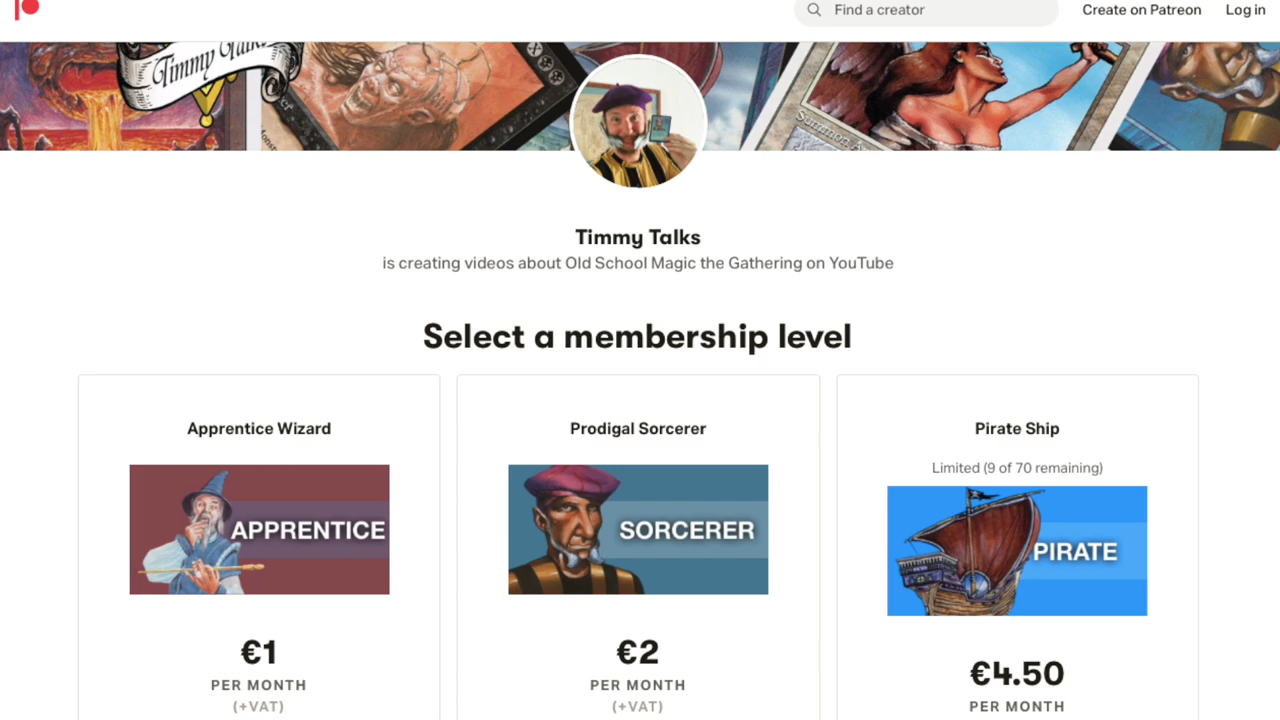 Find a creator
Create on Patreon
Log in
Timmy Talks
Summon A
Timmy Talks
is creating videos about Old School Magic the Gathering on YouTube
Select a membership level
Apprentice Wizard
Prodigal Sorcerer
Pirate Ship
Limited (9 of 70 remaining)
APPRENTICE
SORCERER
PIRATE
€1
PER MONTH
(+VAT)
€2
PER MONTH
(+VAT)
€4.50
PER MONTH